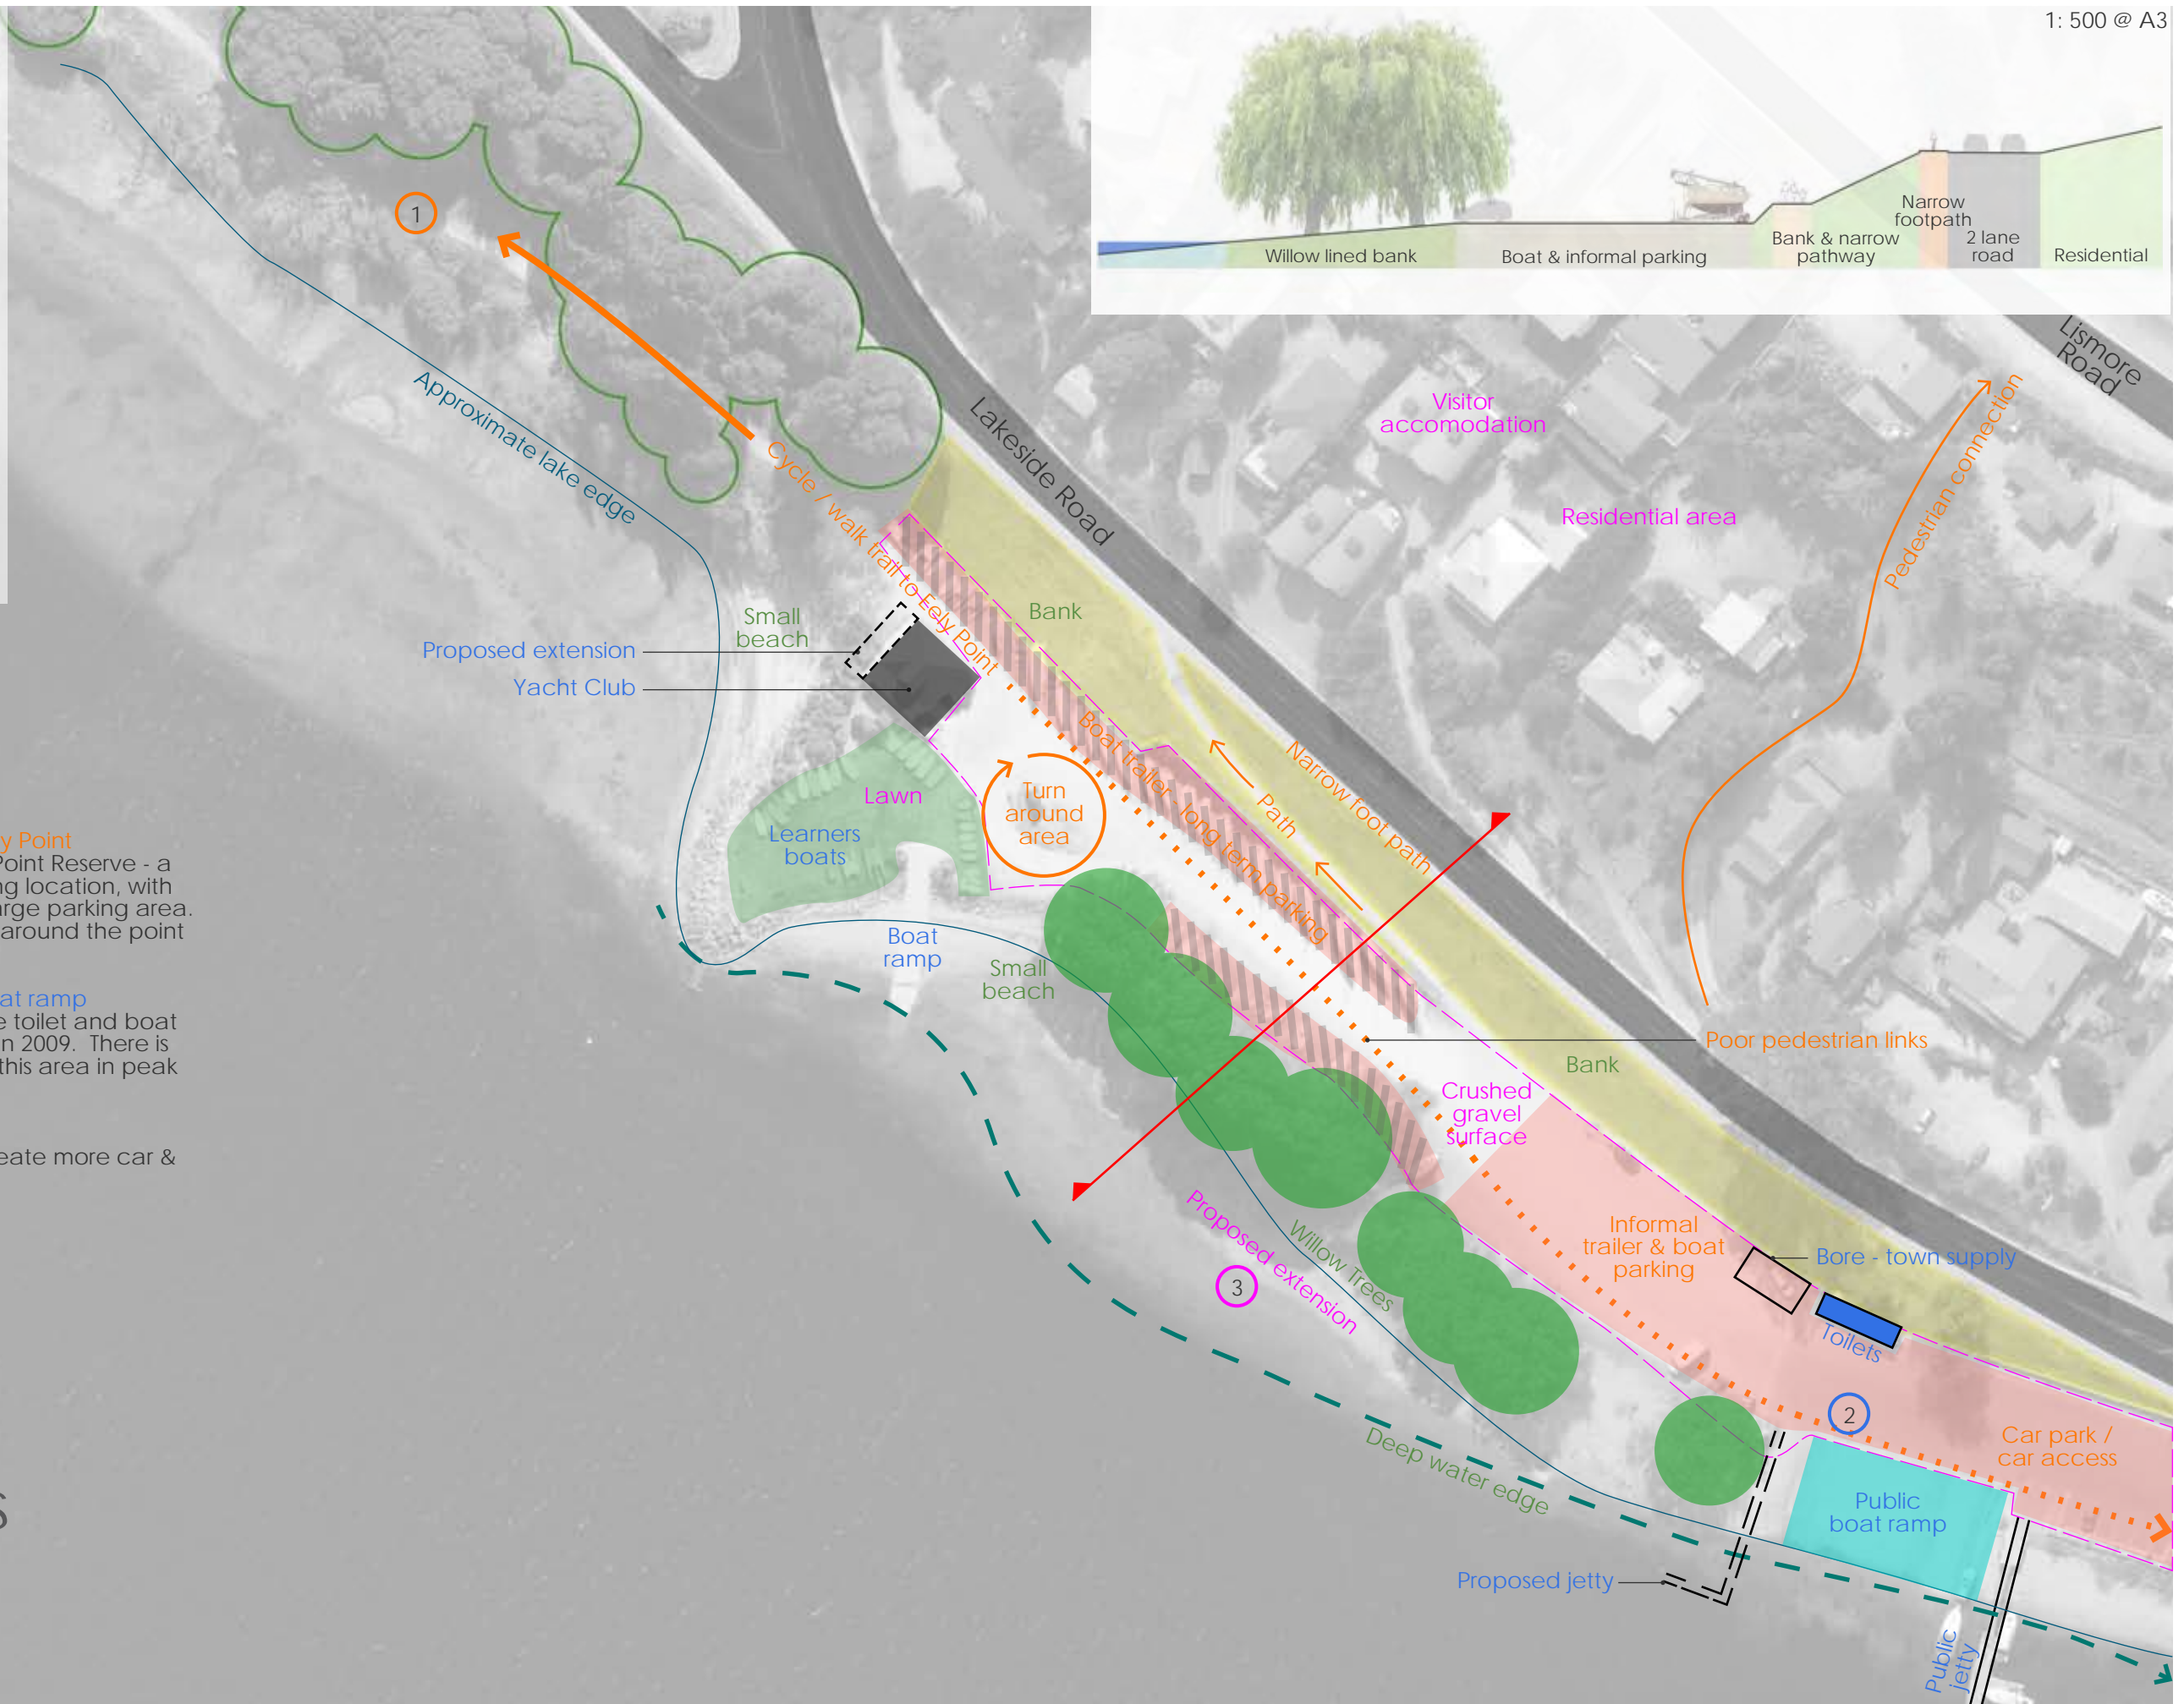 1: 500 @ A3
Narrow
footpath
Bank & narrow
pathway
2 lane
road
Willow lined bank
Boat & informal parking
Residential
Lismore
Road
1
Approximate lake edge
Lakeside Road
Visitor
accomodation
Residential area
Pedestrian connection
Cycle / walk trail to Eely Point
Small
beach
Bank
Proposed extension
Yacht Club
Boat trailer - long term parking
Path
Narrow foot path
Lawn
Learners
boats
Turn
around
area
y Point
Point Reserve - a
ng location, with
arge parking area.
around the point
Boat
ramp
Small
beach
at ramp
e toilet and boat
n 2009. There is
this area in peak
Poor pedestrian links
Bank
Crushed
gravel
surface
eate more car &
Proposed extension
3
Willow Trees
Informal
trailer & boat
parking
Bore - town supply
Toilets
2
Car park /
car access
Deep water edge
Public
boat ramp
S
Proposed jetty
Public
jetty